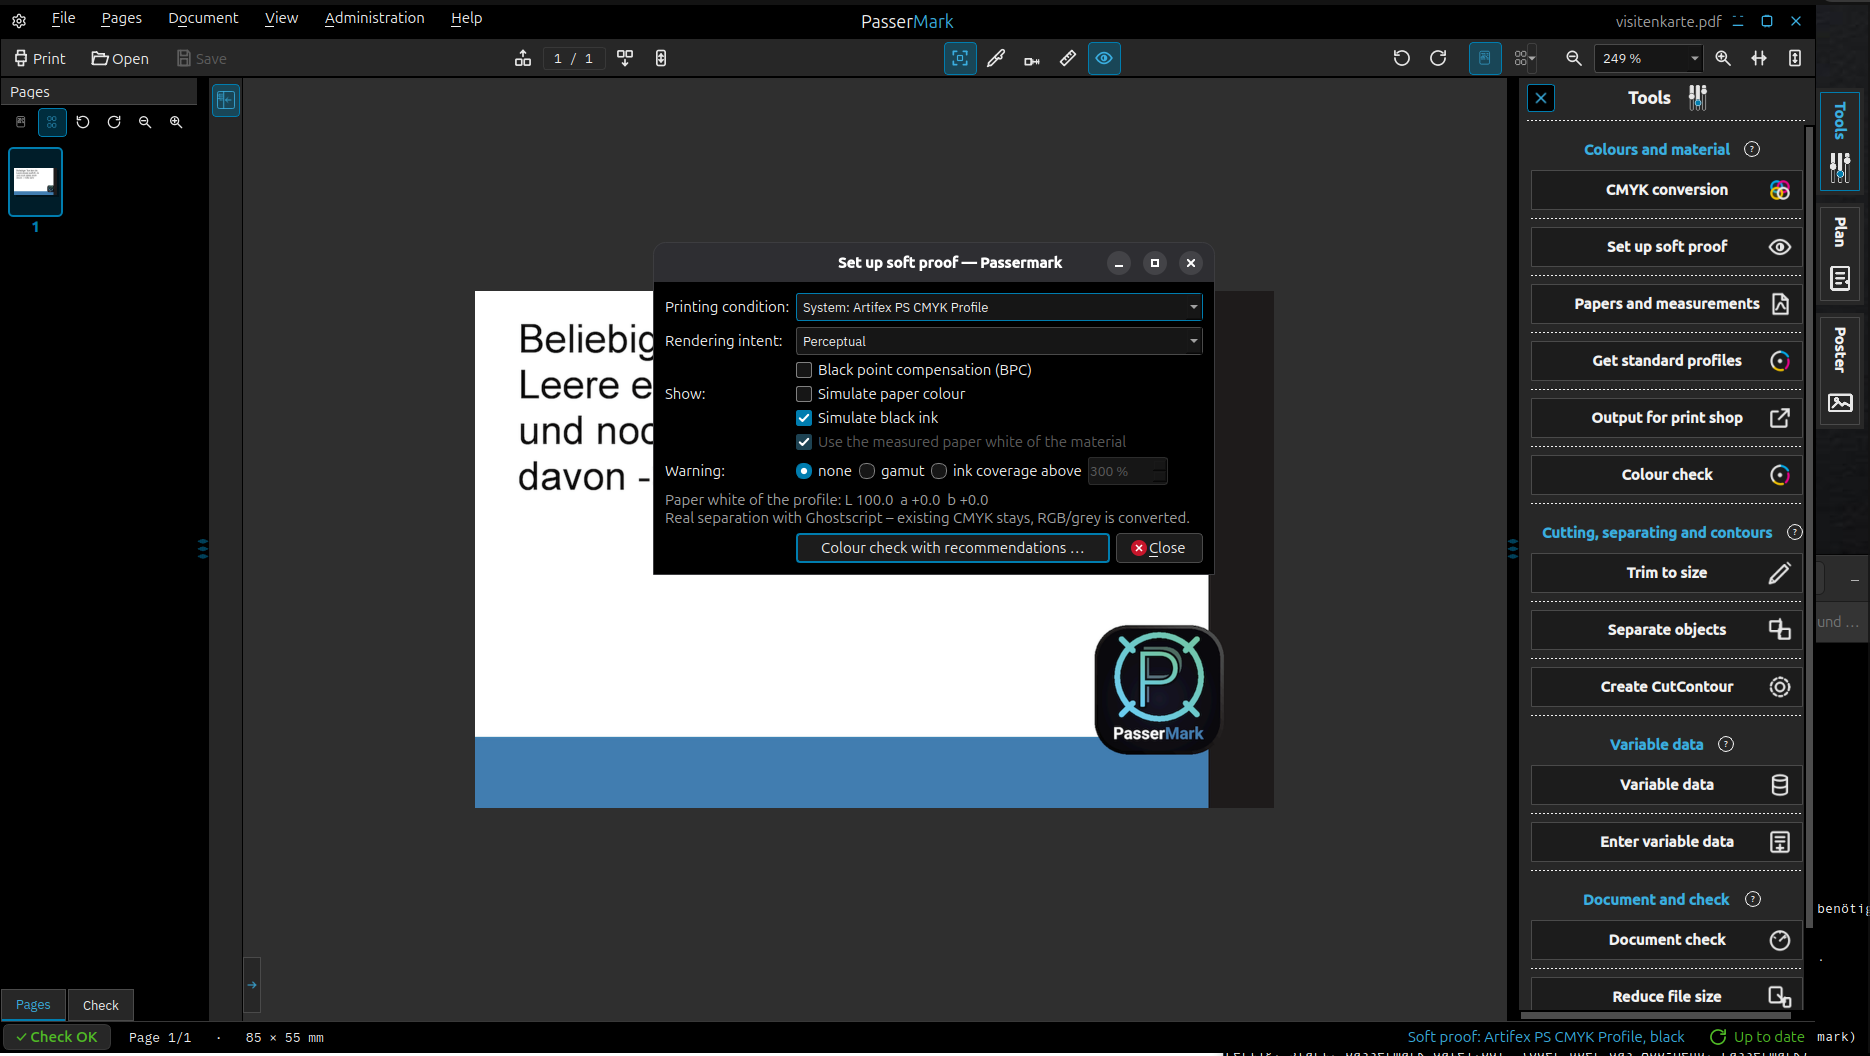 File Pages Document View Administration Help
PasserMark
visitenkarte.pdf
Print Open Save
1 / 1
249 %
Pages
1
Tools
Colours and material ?
CMYK conversion
Set up soft proof
Papers and measurements
Get standard profiles
Output for print shop
Colour check
Cutting, separating and contours ?
Trim to size
Separate objects
Create CutContour
Variable data ?
Variable data
Enter variable data
Document and check ?
Document check
Reduce file size
Tools
Plan
Poster
Set up soft proof — Passermark
Printing condition: System: Artifex PS CMYK Profile
Rendering intent: Perceptual
Black point compensation (BPC)
Show: Simulate paper colour
Simulate black ink
Use the measured paper white of the material
Warning: none gamut ink coverage above 300 %
Paper white of the profile: L 100.0 a +0.0 b +0.0
Real separation with Ghostscript – existing CMYK stays, RGB/grey is converted.
Colour check with recommendations ... Close
Beliebig
Leere e
und noc
davon -
PasserMark
und ...
benötig
.
Pages Check
Check OK Page 1/1 · 85 × 55 mm
Soft proof: Artifex PS CMYK Profile, black Up to date
mark)